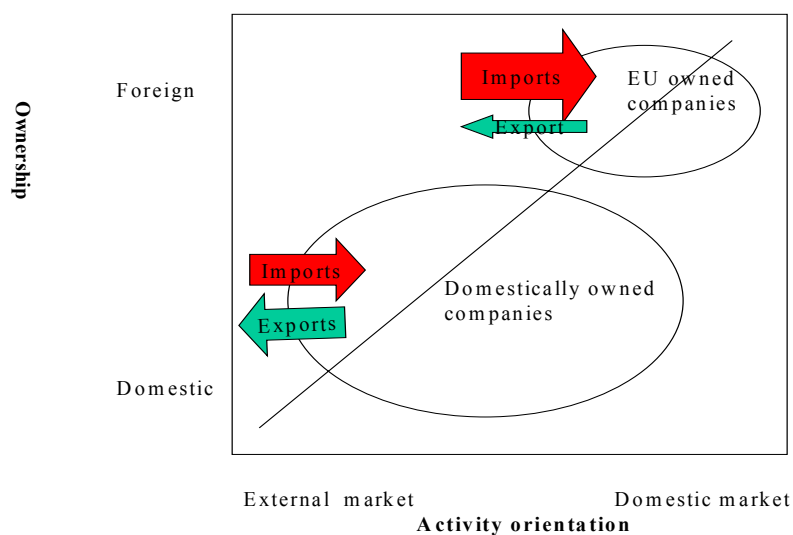 Ownership
Foreign
Imports
EU owned
companies
Export
Imports
Exports
Domestically owned
companies
Domestic
External market
Domestic market
Activity orientation